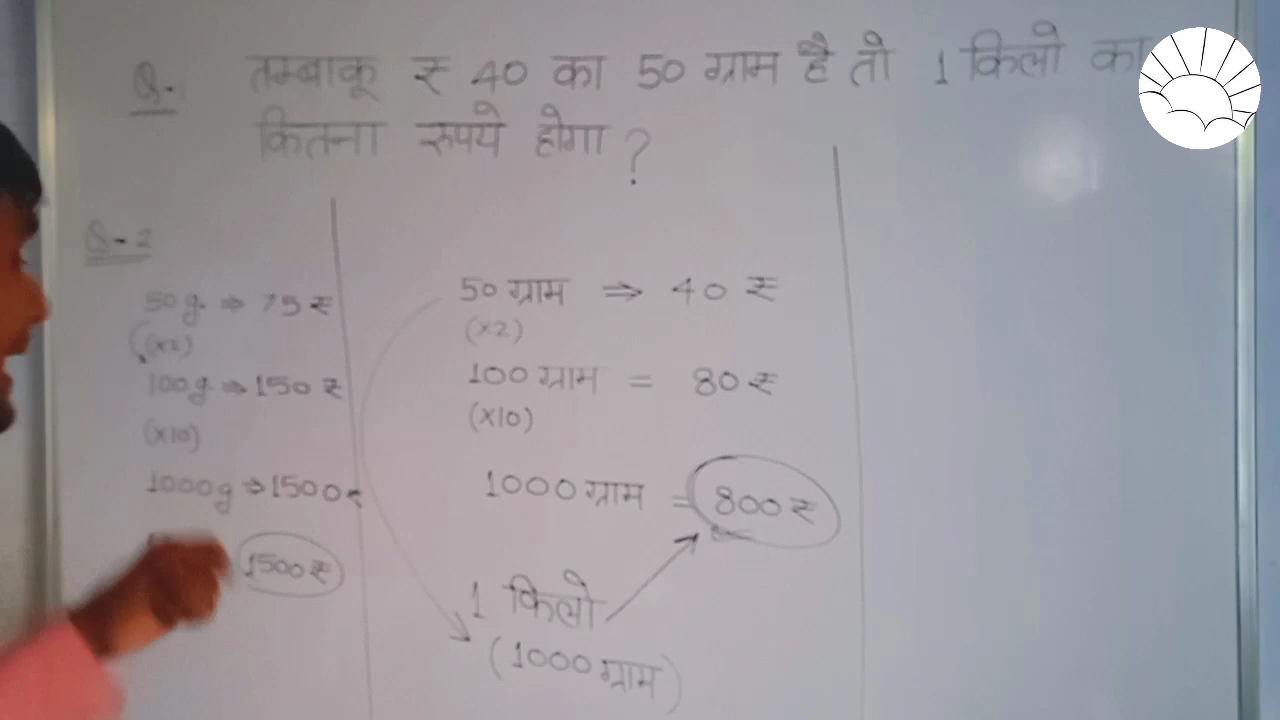 Q. तम्बाकू ₹ 40 का 50 ग्राम है तो 1 किलो का
कितना रुपये होगा ?
Q-2
50g ⇒ 75 ₹
(x2)
100g ⇒ 150 ₹
(x10)
1000g ⇒ 1500₹
1500 ₹
50 ग्राम ⇒ 40 ₹
(x2)
100 ग्राम = 80 ₹
(x10)
1000 ग्राम = 800 ₹
1 किलो
(1000 ग्राम)